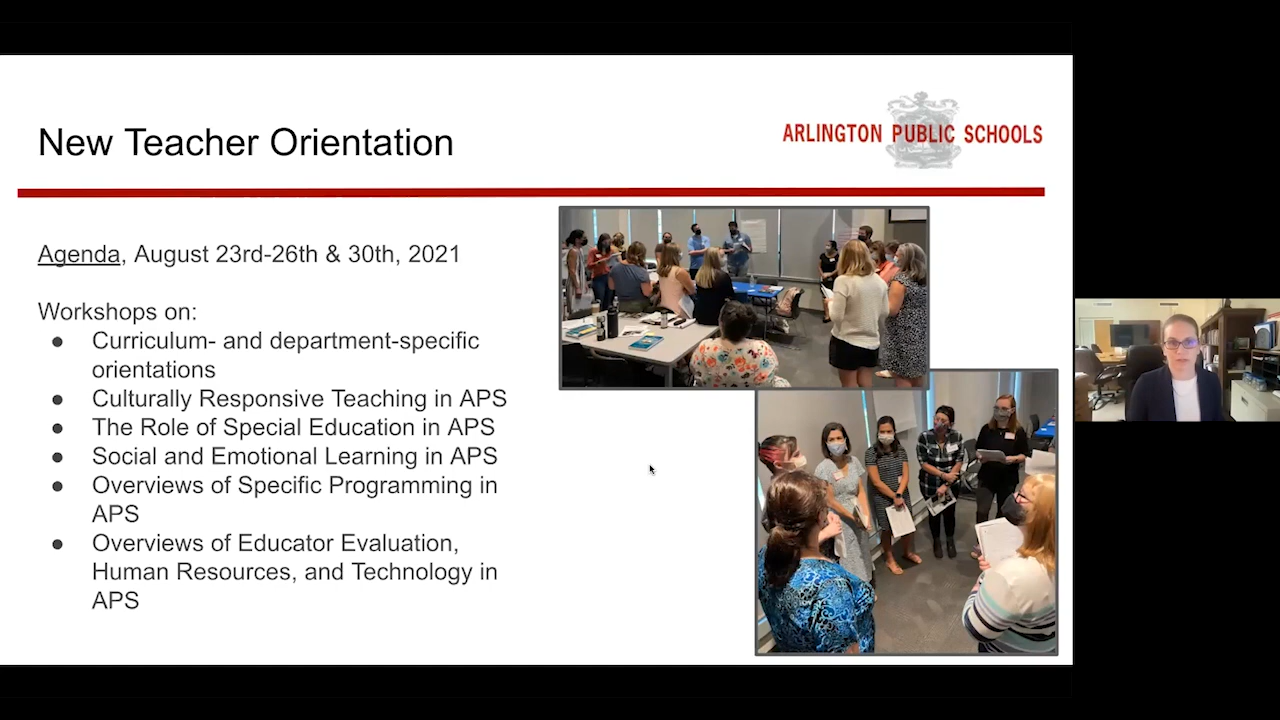 New Teacher Orientation
ARLINGTON PUBLIC SCHOOLS
Agenda, August 23rd-26th & 30th, 2021
Workshops on:
● Curriculum- and department-specific
orientations
● Culturally Responsive Teaching in APS
● The Role of Special Education in APS
● Social and Emotional Learning in APS
● Overviews of Specific Programming in
APS
● Overviews of Educator Evaluation,
Human Resources, and Technology in
APS